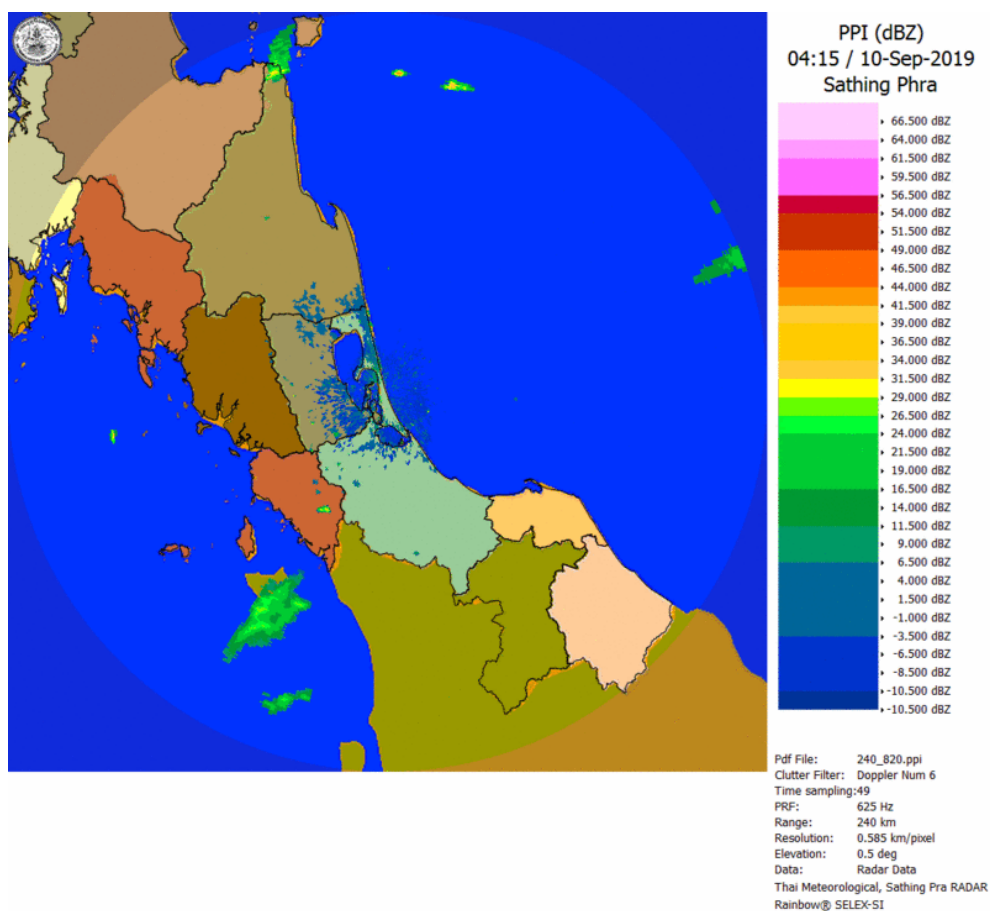 PPI (dBZ)
04:15 / 10-Sep-2019
Sathing Phra
66.500 dBZ
64.000 dBZ
61.500 dBZ
59.500 dBZ
56.500 dBZ
54.000 dBZ
51.500 dBZ
49.000 dBZ
46.500 dBZ
44.000 dBZ
41.500 dBZ
39.000 dBZ
36.500 dBZ
34.000 dBZ
31.500 dBZ
29.000 dBZ
26.500 dBZ
24.000 dBZ
21.500 dBZ
19.000 dBZ
16.500 dBZ
14.000 dBZ
11.500 dBZ
9.000 dBZ
6.500 dBZ
4.000 dBZ
1.500 dBZ
-1.000 dBZ
-3.500 dBZ
-6.500 dBZ
-8.500 dBZ
-10.500 dBZ
-10.500 dBZ
Pdf File: 240_820.ppi
Clutter Filter: Doppler Num 6
Time sampling:49
PRF: 625 Hz
Range: 240 km
Resolution: 0.585 km/pixel
Elevation: 0.5 deg
Data: Radar Data
Thai Meteorological, Sathing Pra RADAR
Rainbow® SELEX-SI